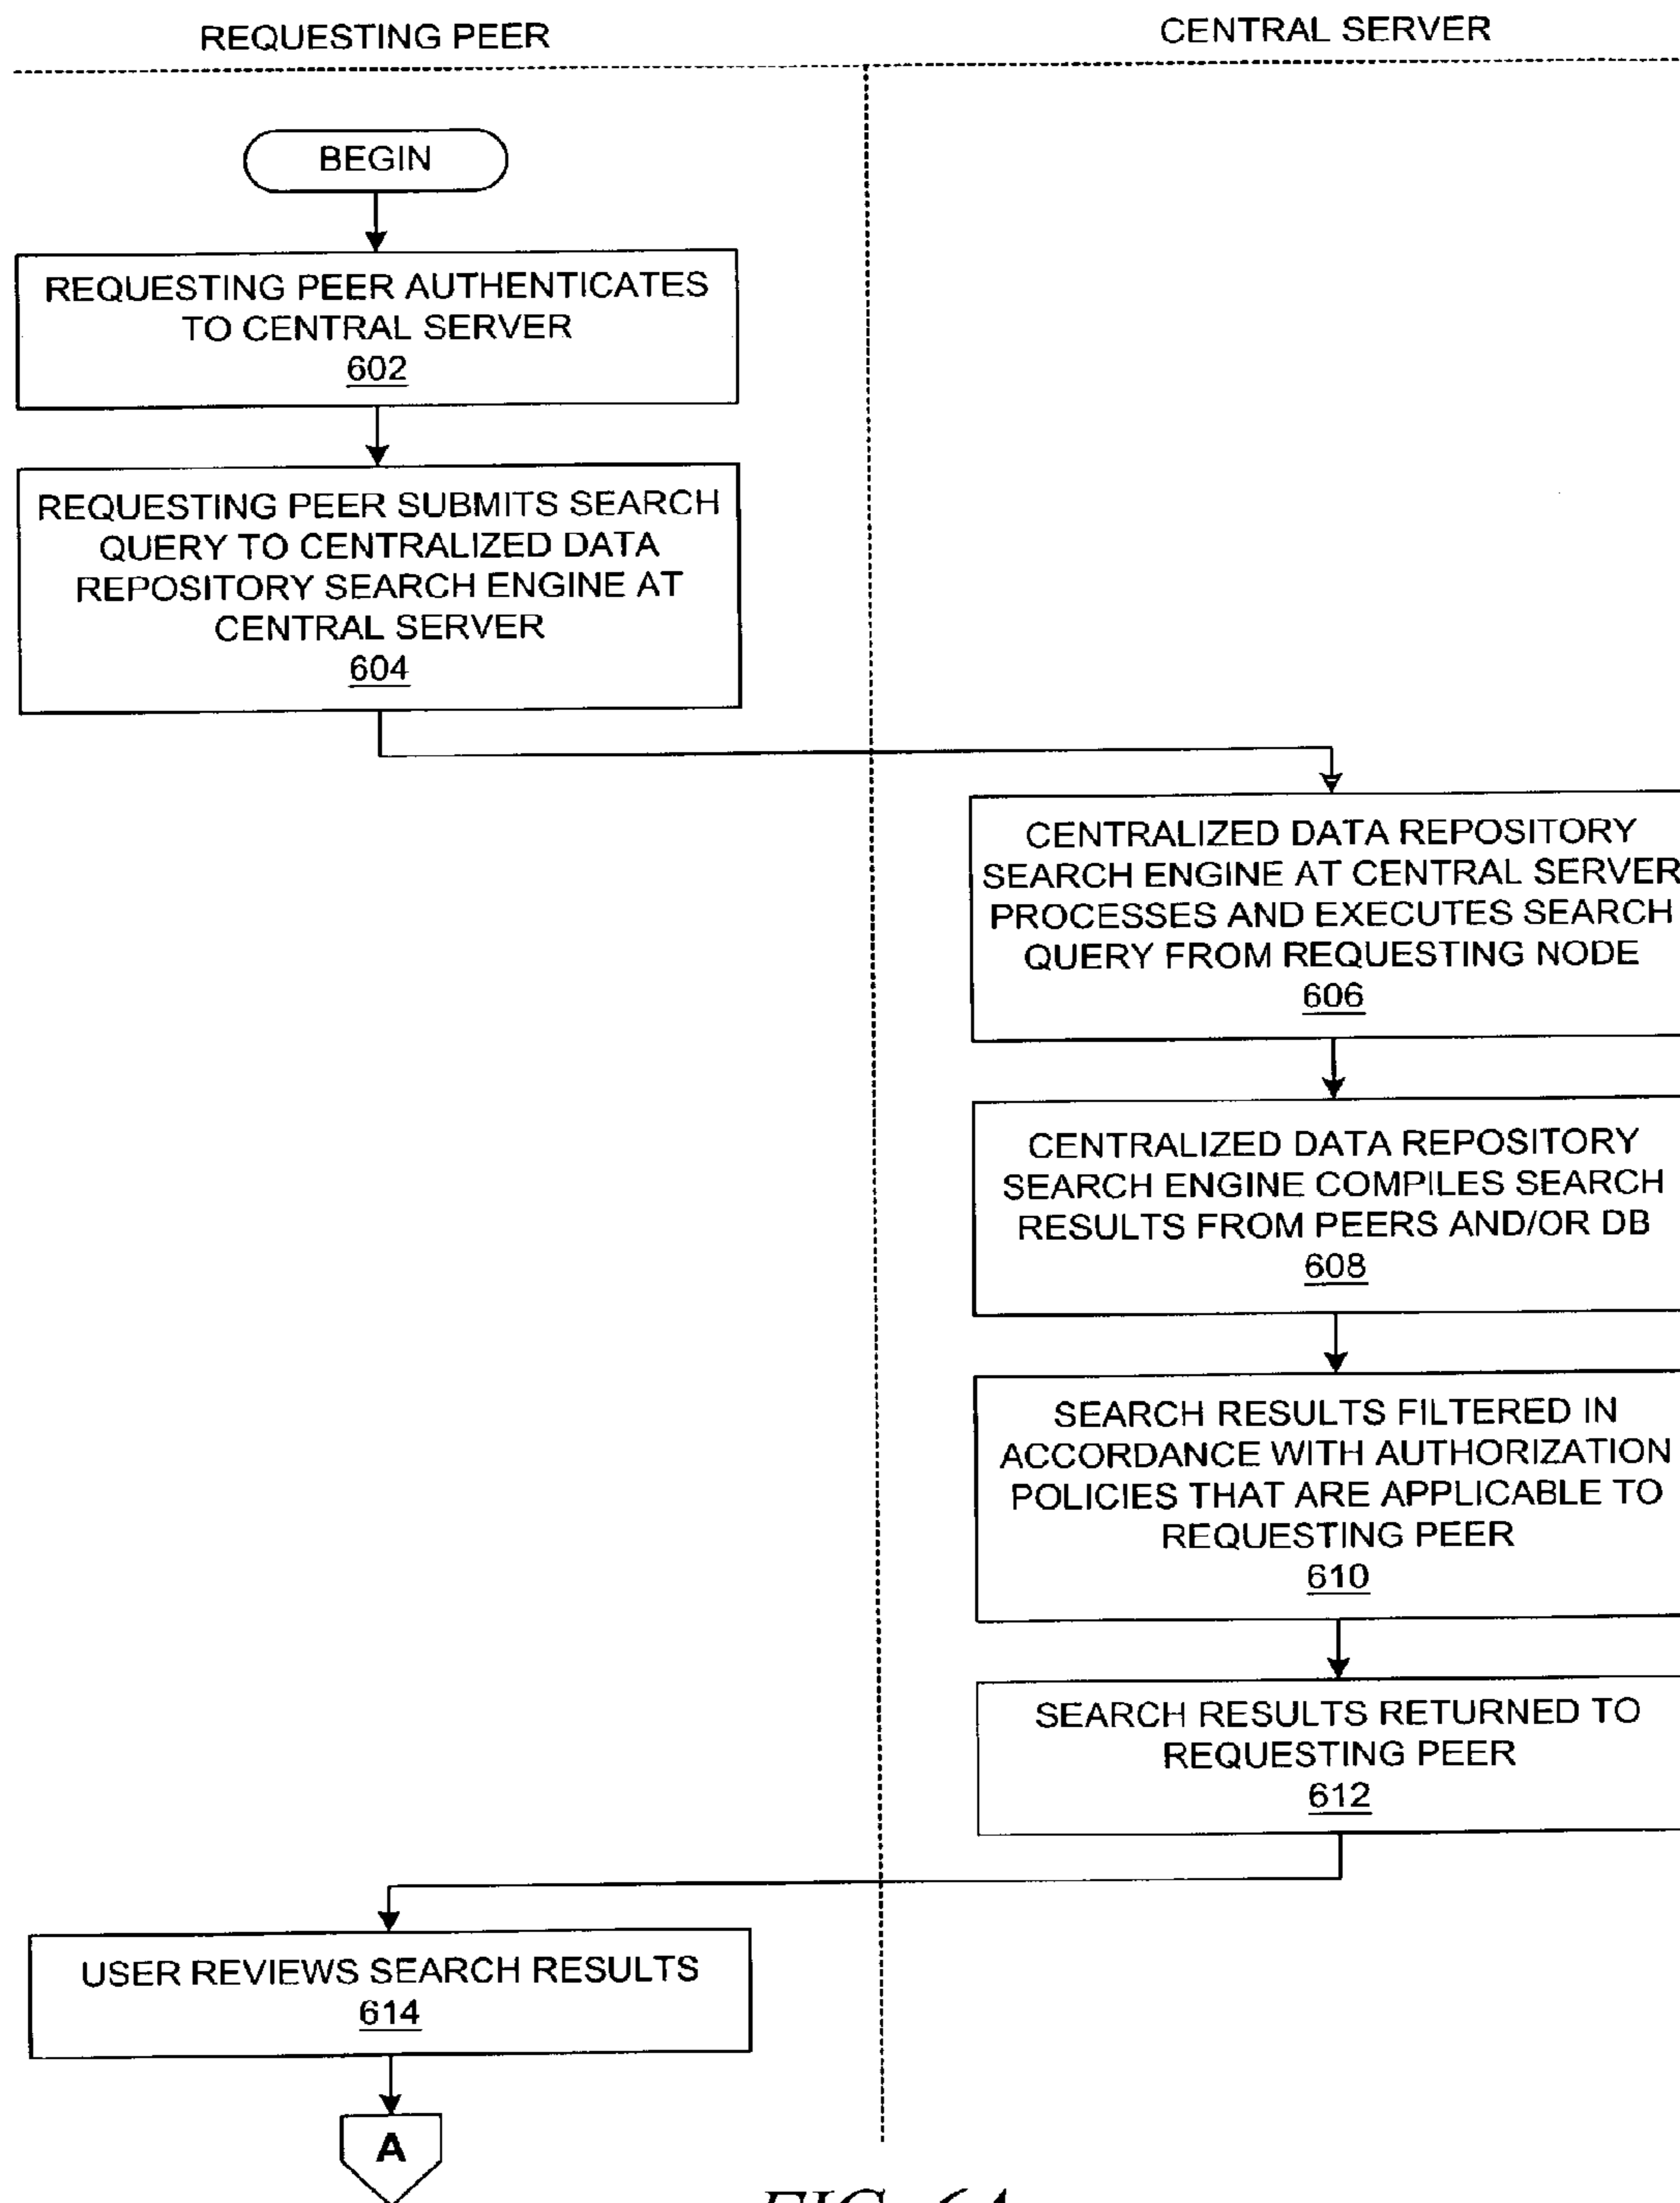 REQUESTING PEER
CENTRAL SERVER
BEGIN
REQUESTING PEER AUTHENTICATES
TO CENTRAL SERVER
602
REQUESTING PEER SUBMITS SEARCH
QUERY TO CENTRALIZED DATA
REPOSITORY SEARCH ENGINE AT
CENTRAL SERVER
604
CENTRALIZED DATA REPOSITORY
SEARCH ENGINE AT CENTRAL SERVER
PROCESSES AND EXECUTES SEARCH
QUERY FROM REQUESTING NODE
606
CENTRALIZED DATA REPOSITORY
SEARCH ENGINE COMPILES SEARCH
RESULTS FROM PEERS AND/OR DB
608
SEARCH RESULTS FILTERED IN
ACCORDANCE WITH AUTHORIZATION
POLICIES THAT ARE APPLICABLE TO
REQUESTING PEER
610
SEARCH RESULTS RETURNED TO
REQUESTING PEER
612
USER REVIEWS SEARCH RESULTS
614
A
FIG. 6A